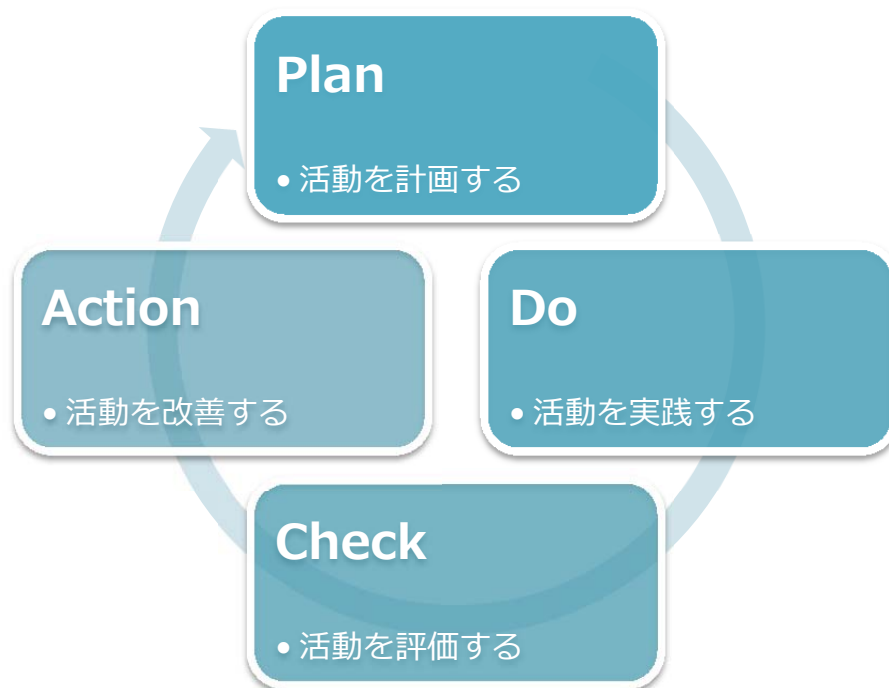 Plan
• 活動を計画する
Action
• 活動を改善する
Do
• 活動を実践する
Check
• 活動を評価する